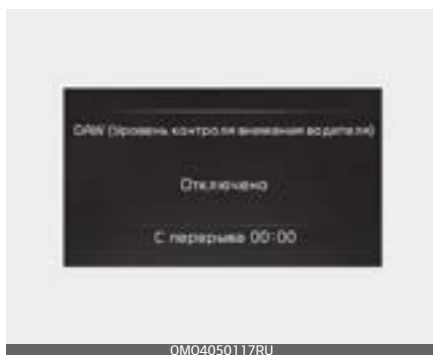 DAW (Уровень контроля внимания водителя)
Отключено
С перерыва 00:00
OMO4050117RU